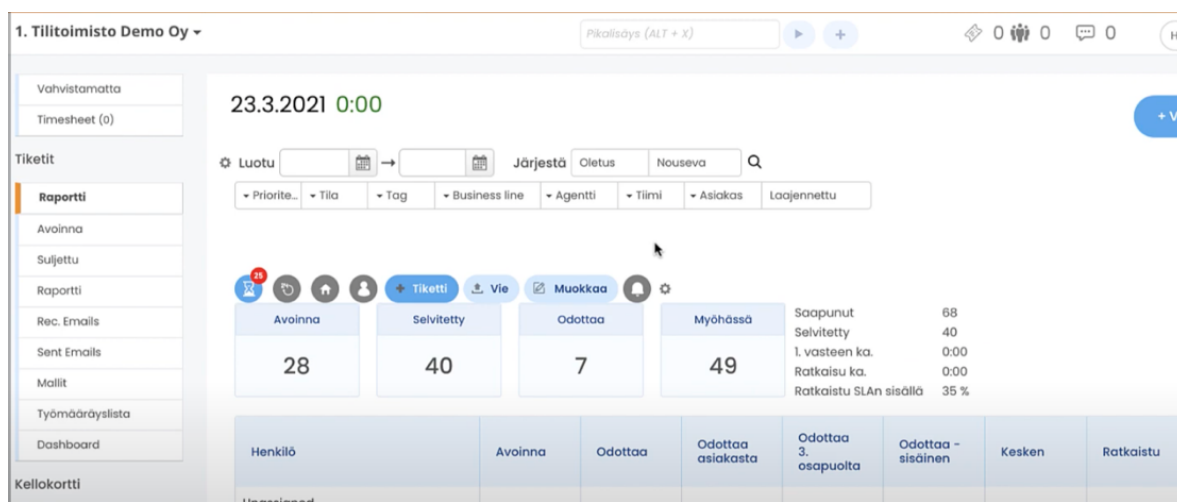 1. Tilitoimisto Demo Oy
Pikalisäys (ALT + X)
0
0
0
H
Vahvistamatta
Timesheet (0)
Tiketit
Raportti
Avoinna
Suljettu
Raportti
Rec. Emails
Sent Emails
Mallit
Työmääräyslista
Dashboard
Kellokortti
23.3.2021 0:00
+ V
Luotu → Järjestä Oletus Nouseva
Priorite... Tila Tag Business line Agentti Tiimi Asiakas Laajennettu
25
+ Tiketti Vie Muokkaa
Avoinna Selvitetty Odottaa Myöhässä
28 40 7 49
Saapunut 68
Selvitetty 40
1. vasteen ka. 0:00
Ratkaisu ka. 0:00
Ratkaistu SLAn sisällä 35 %
Henkilö Avoinna Odottaa Odottaa asiakasta Odottaa 3. osapuolta Odottaa - sisäinen Kesken Ratkaistu